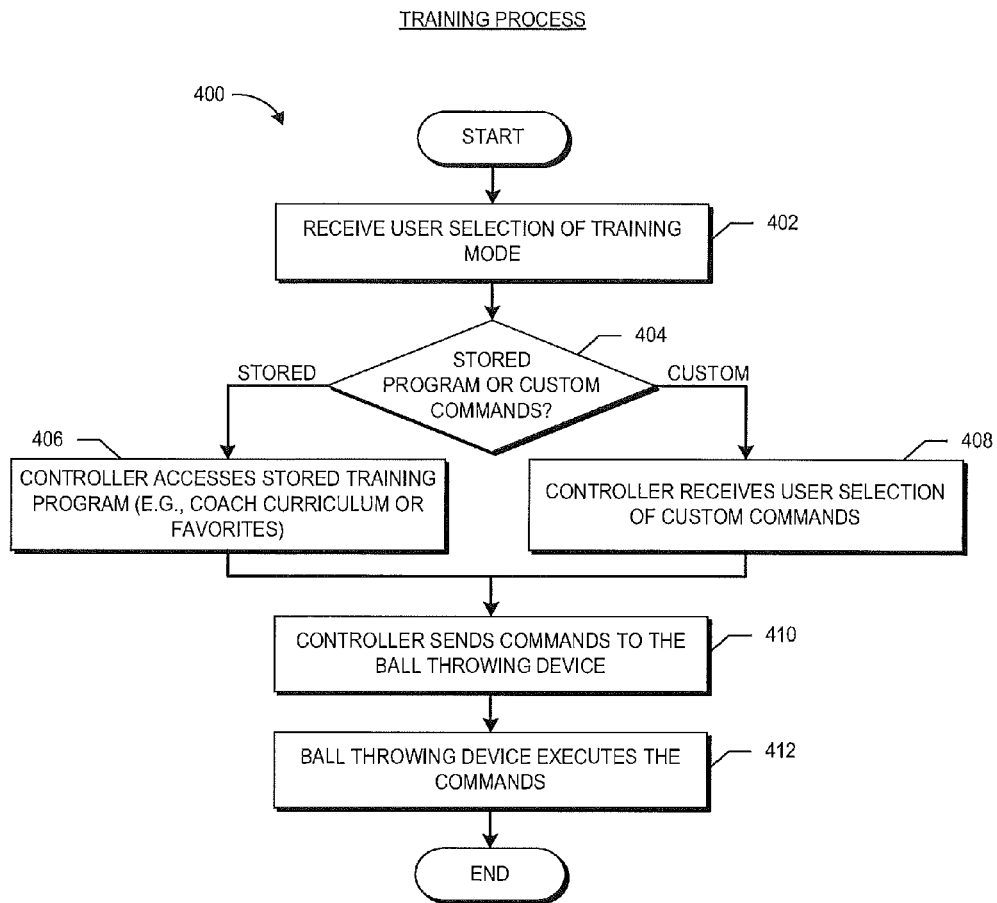 TRAINING PROCESS
400
START
RECEIVE USER SELECTION OF TRAINING
MODE
402
404
STORED
PROGRAM OR CUSTOM
COMMANDS?
STORED
CUSTOM
406
CONTROLLER ACCESSES STORED TRAINING
PROGRAM (E.G., COACH CURRICULUM OR
FAVORITES)
408
CONTROLLER RECEIVES USER SELECTION
OF CUSTOM COMMANDS
CONTROLLER SENDS COMMANDS TO THE
BALL THROWING DEVICE
410
BALL THROWING DEVICE EXECUTES THE
COMMANDS
412
END